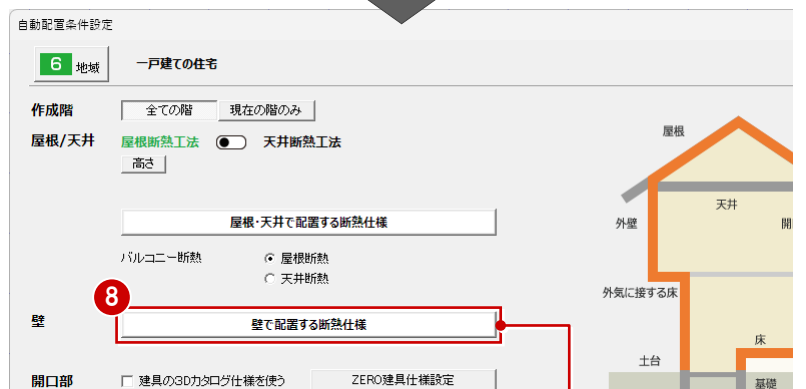 自動配置条件設定
6 地域 一戸建ての住宅
作成階 全ての階 現在の階のみ
屋根/天井 屋根断熱工法 天井断熱工法
高さ
屋根・天井で配置する断熱仕様
バルコニー断熱 屋根断熱
天井断熱
8
壁 壁で配置する断熱仕様
開口部 建具の3Dカタログ仕様を使う ZERO建具仕様設定
屋根
天井
外壁 開
外気に接する床
床
土台
基礎